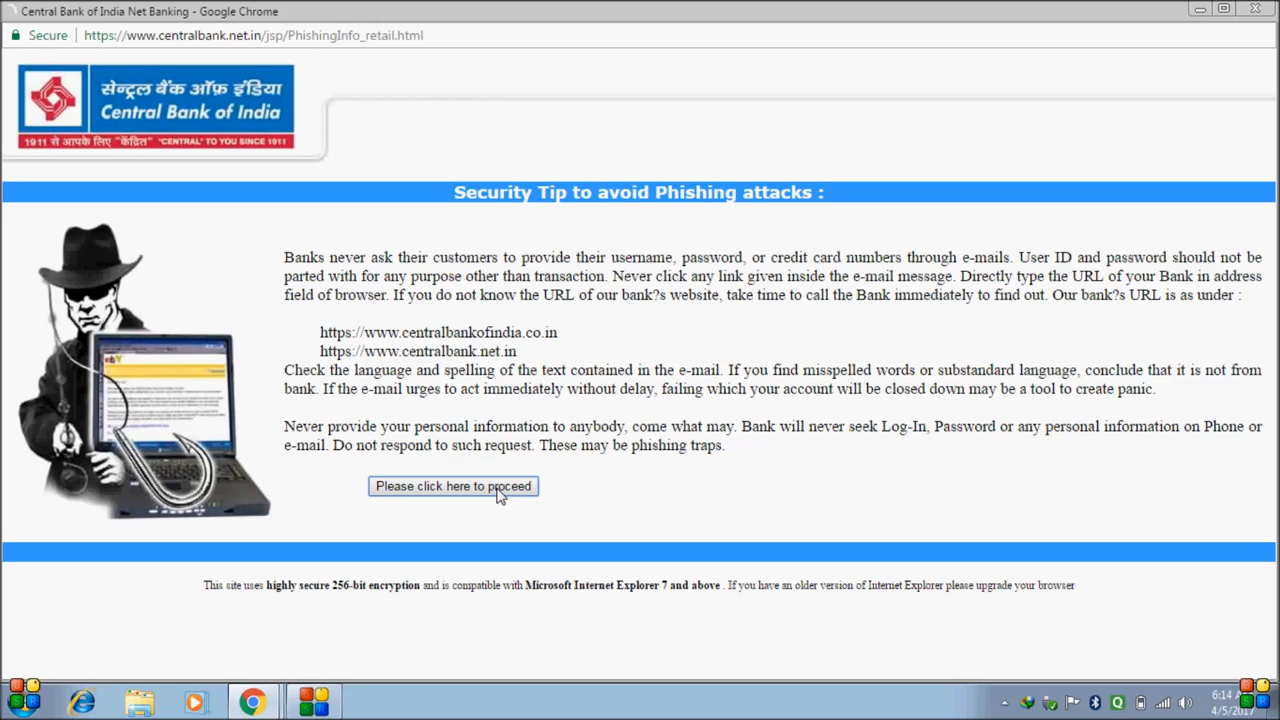 Central Bank of India Net Banking - Google Chrome
Secure | https://www.centralbank.net.in/jsp/PhishingInfo_retail.html
सेन्ट्रल बैंक ऑफ़ इंडिया
Central Bank of India
1911 से आपके लिए "केंद्रित" "CENTRAL" TO YOU SINCE 1911
Security Tip to avoid Phishing attacks :
Banks never ask their customers to provide their username, password, or credit card numbers through e-mails. User ID and password should not be
parted with for any purpose other than transaction. Never click any link given inside the e-mail message. Directly type the URL of your Bank in address
field of browser. If you do not know the URL of our bank?s website, take time to call the Bank immediately to find out. Our bank?s URL is as under :
https://www.centralbankofindia.co.in
https://www.centralbank.net.in
Check the language and spelling of the text contained in the e-mail. If you find misspelled words or substandard language, conclude that it is not from
bank. If the e-mail urges to act immediately without delay, failing which your account will be closed down may be a tool to create panic.
Never provide your personal information to anybody, come what may. Bank will never seek Log-In, Password or any personal information on Phone or
e-mail. Do not respond to such request. These may be phishing traps.
Please click here to proceed
This site uses highly secure 256-bit encryption and is compatible with Microsoft Internet Explorer 7 and above . If you have an older version of Internet Explorer please upgrade your browser
6:14
4/5/2017